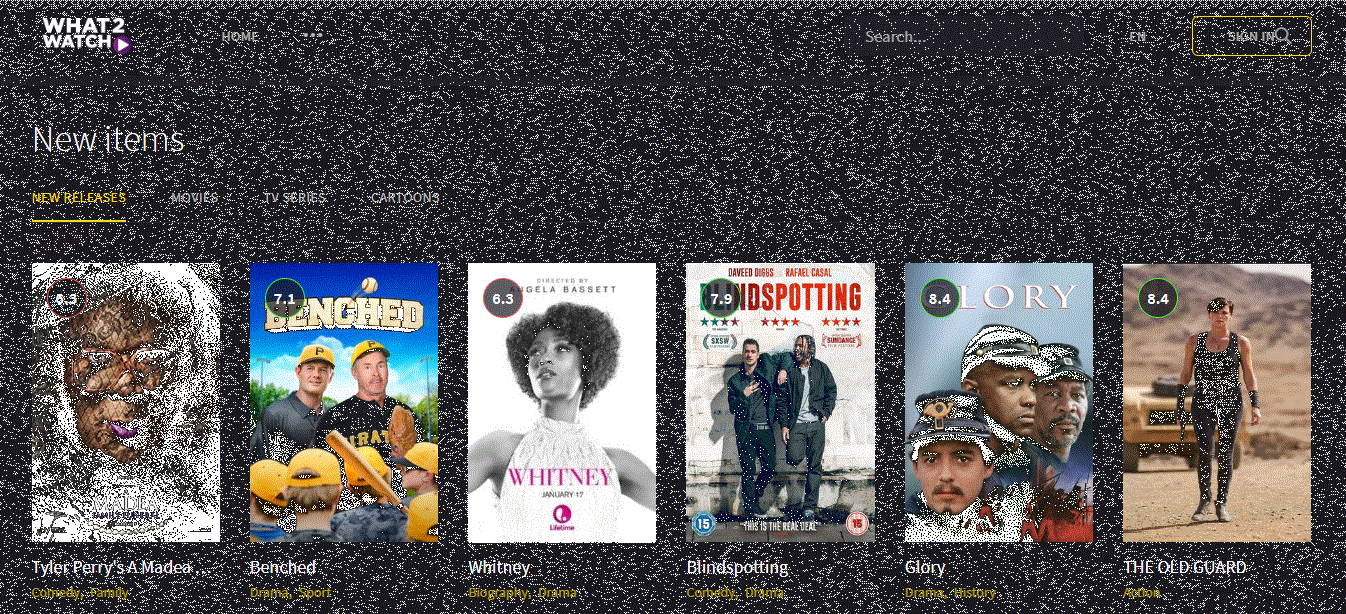 WHAT2
WATCH
HOME
Search...
EN
SIGN IN
New items
NEW RELEASES
MOVIES
TV SERIES
CARTOONS
6.3
7.1
BENCHED
PIRAT
6.3
DIRECTED BY
ANGELA BASSETT
WHITNEY
JANUARY 17
Lifetime
7.9
DAVEED DIGGS RAFAEL CASAL
BLINDSPOTTING
SXSW
SUNDANCE
15
THIS IS THE REAL DEAL
15
8.4
GLORY
8.4
Tyler Perry's A Madea ...
Comedy, Family
Benched
Drama, Sport
Whitney
Biography, Drama
Blindspotting
Comedy, Drama
Glory
Drama, History
THE OLD GUARD
Action